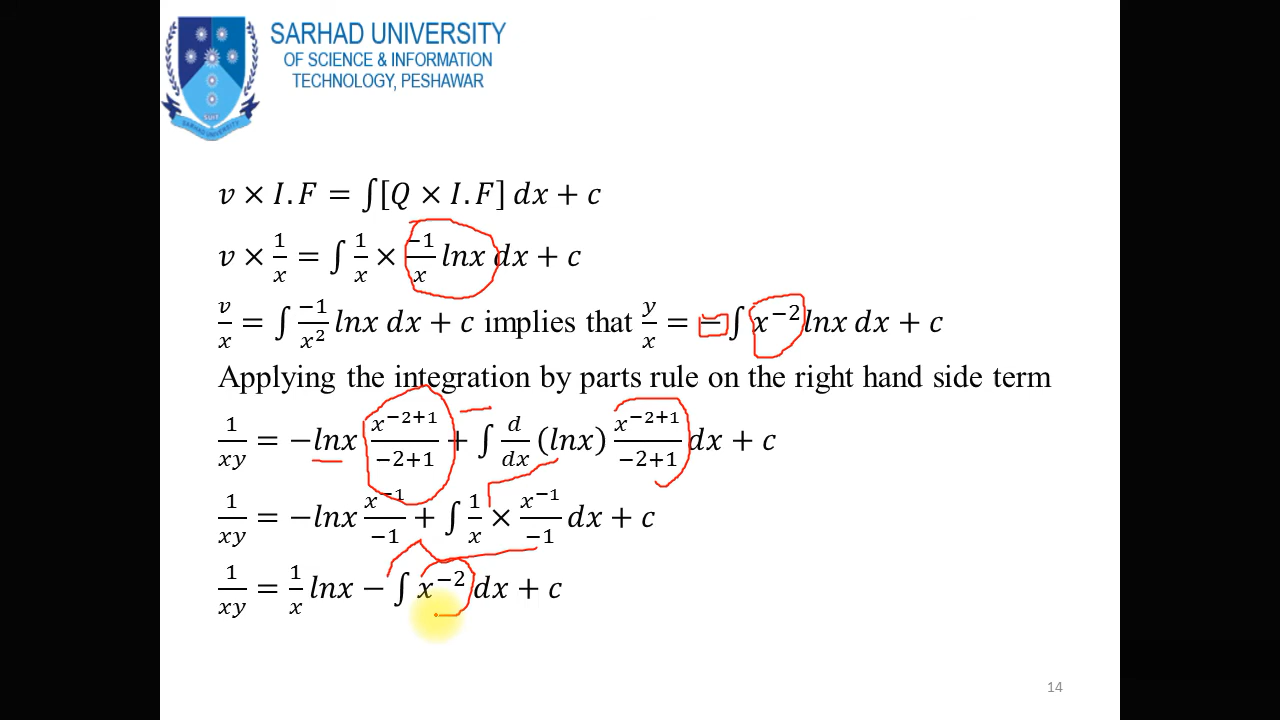 SARHAD UNIVERSITY
OF SCIENCE & INFORMATION
TECHNOLOGY, PESHAWAR
SUIT
SARHAD UNIVERSITY
v × I.F = ∫[Q × I.F] dx + c
v × 1/x = ∫ 1/x × -1/x lnx dx + c
v/x = ∫ -1/x² lnx dx + c implies that y/x = − ∫ x⁻² lnx dx + c
Applying the integration by parts rule on the right hand side term
1/xy = −lnx x⁻²⁺¹/-2+1 + ∫ d/dx (lnx) x⁻²⁺¹/-2+1 dx + c
1/xy = −lnx x⁻¹/-1 + ∫ 1/x × x⁻¹/-1 dx + c
1/xy = 1/x lnx − ∫ x⁻² dx + c
14